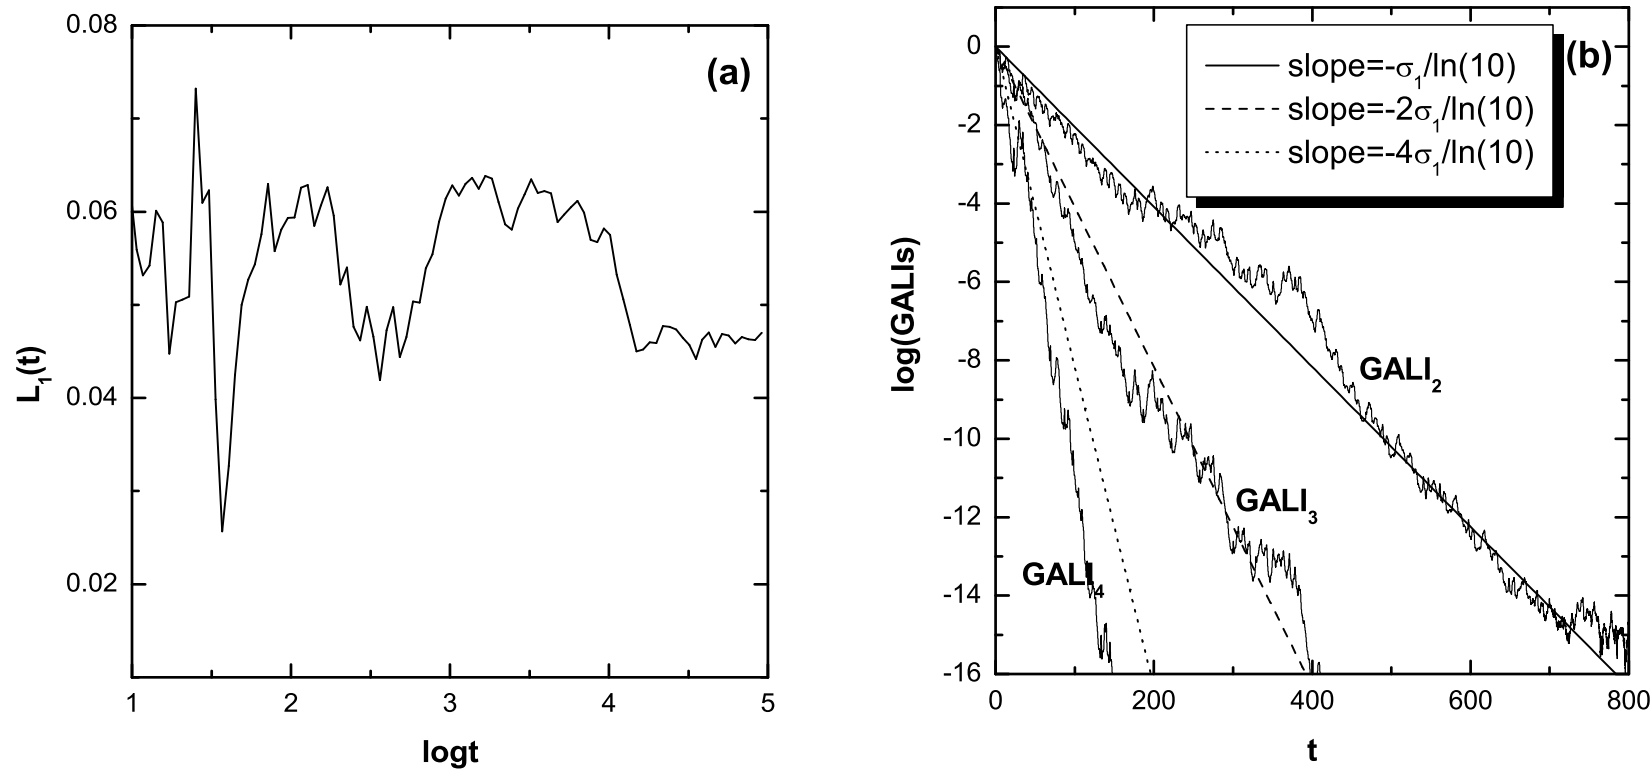 0.08
0.06
0.04
0.02
L₁(t)
(a)
1 2 3 4 5
logt
0
-2
-4
-6
-8
-10
-12
-14
-16
log(GALIs)
(b)
slope=-σ₁/ln(10)
slope=-2σ₁/ln(10)
slope=-4σ₁/ln(10)
GALI₂
GALI₃
GALI₄
0 200 400 600 800
t